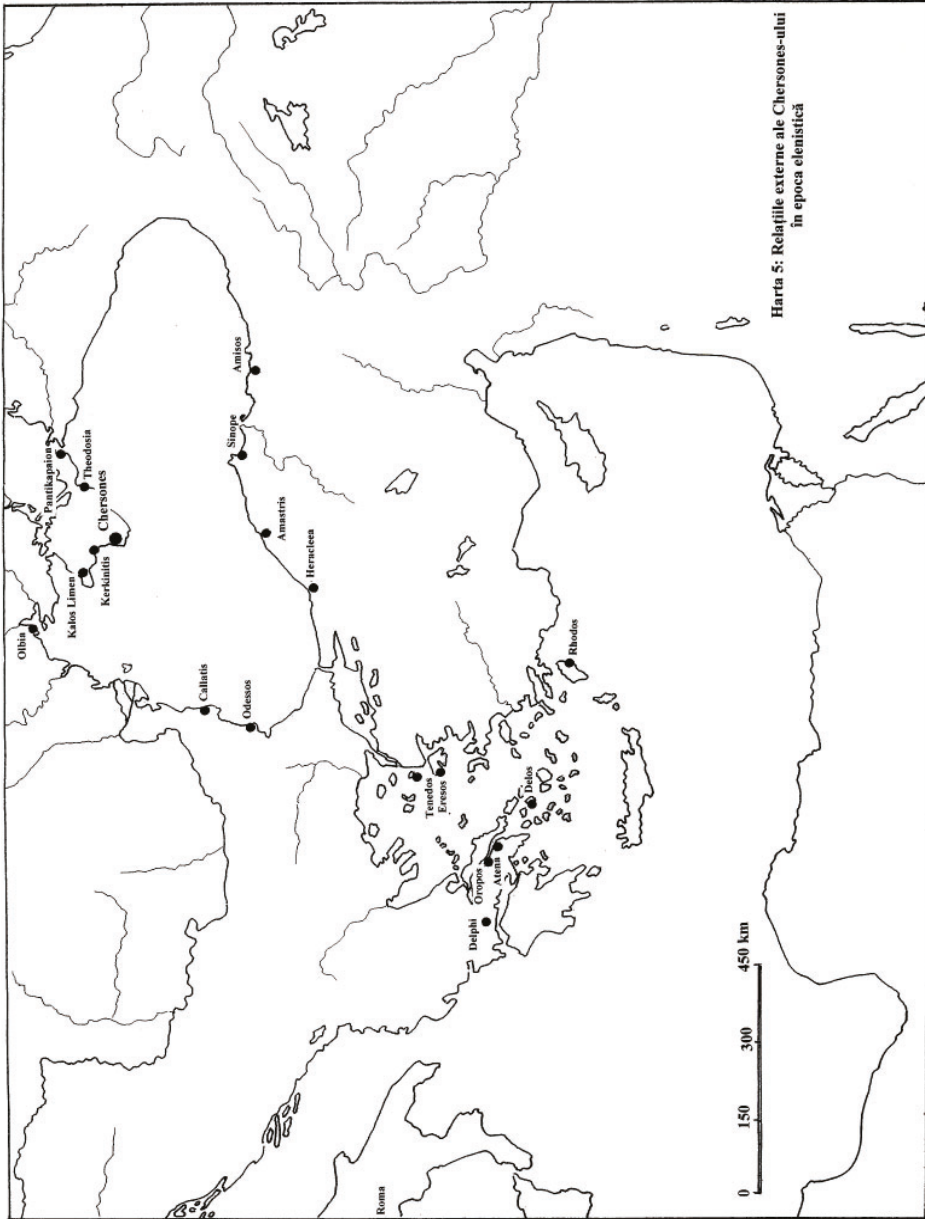 Olbia
Pantikapaion
Kalos Limen
Theodosia
Kerkinitis
Chersones
Callatis
Odessos
Sinope
Amisos
Amastris
Heracleea
Tenedos
Eresos
Oropos
Atena
Delos
Delphi
Rhodos
Roma
0 150 300 450 km
Harta 5: Relațiile externe ale Chersones-ului
în epoca elenistică